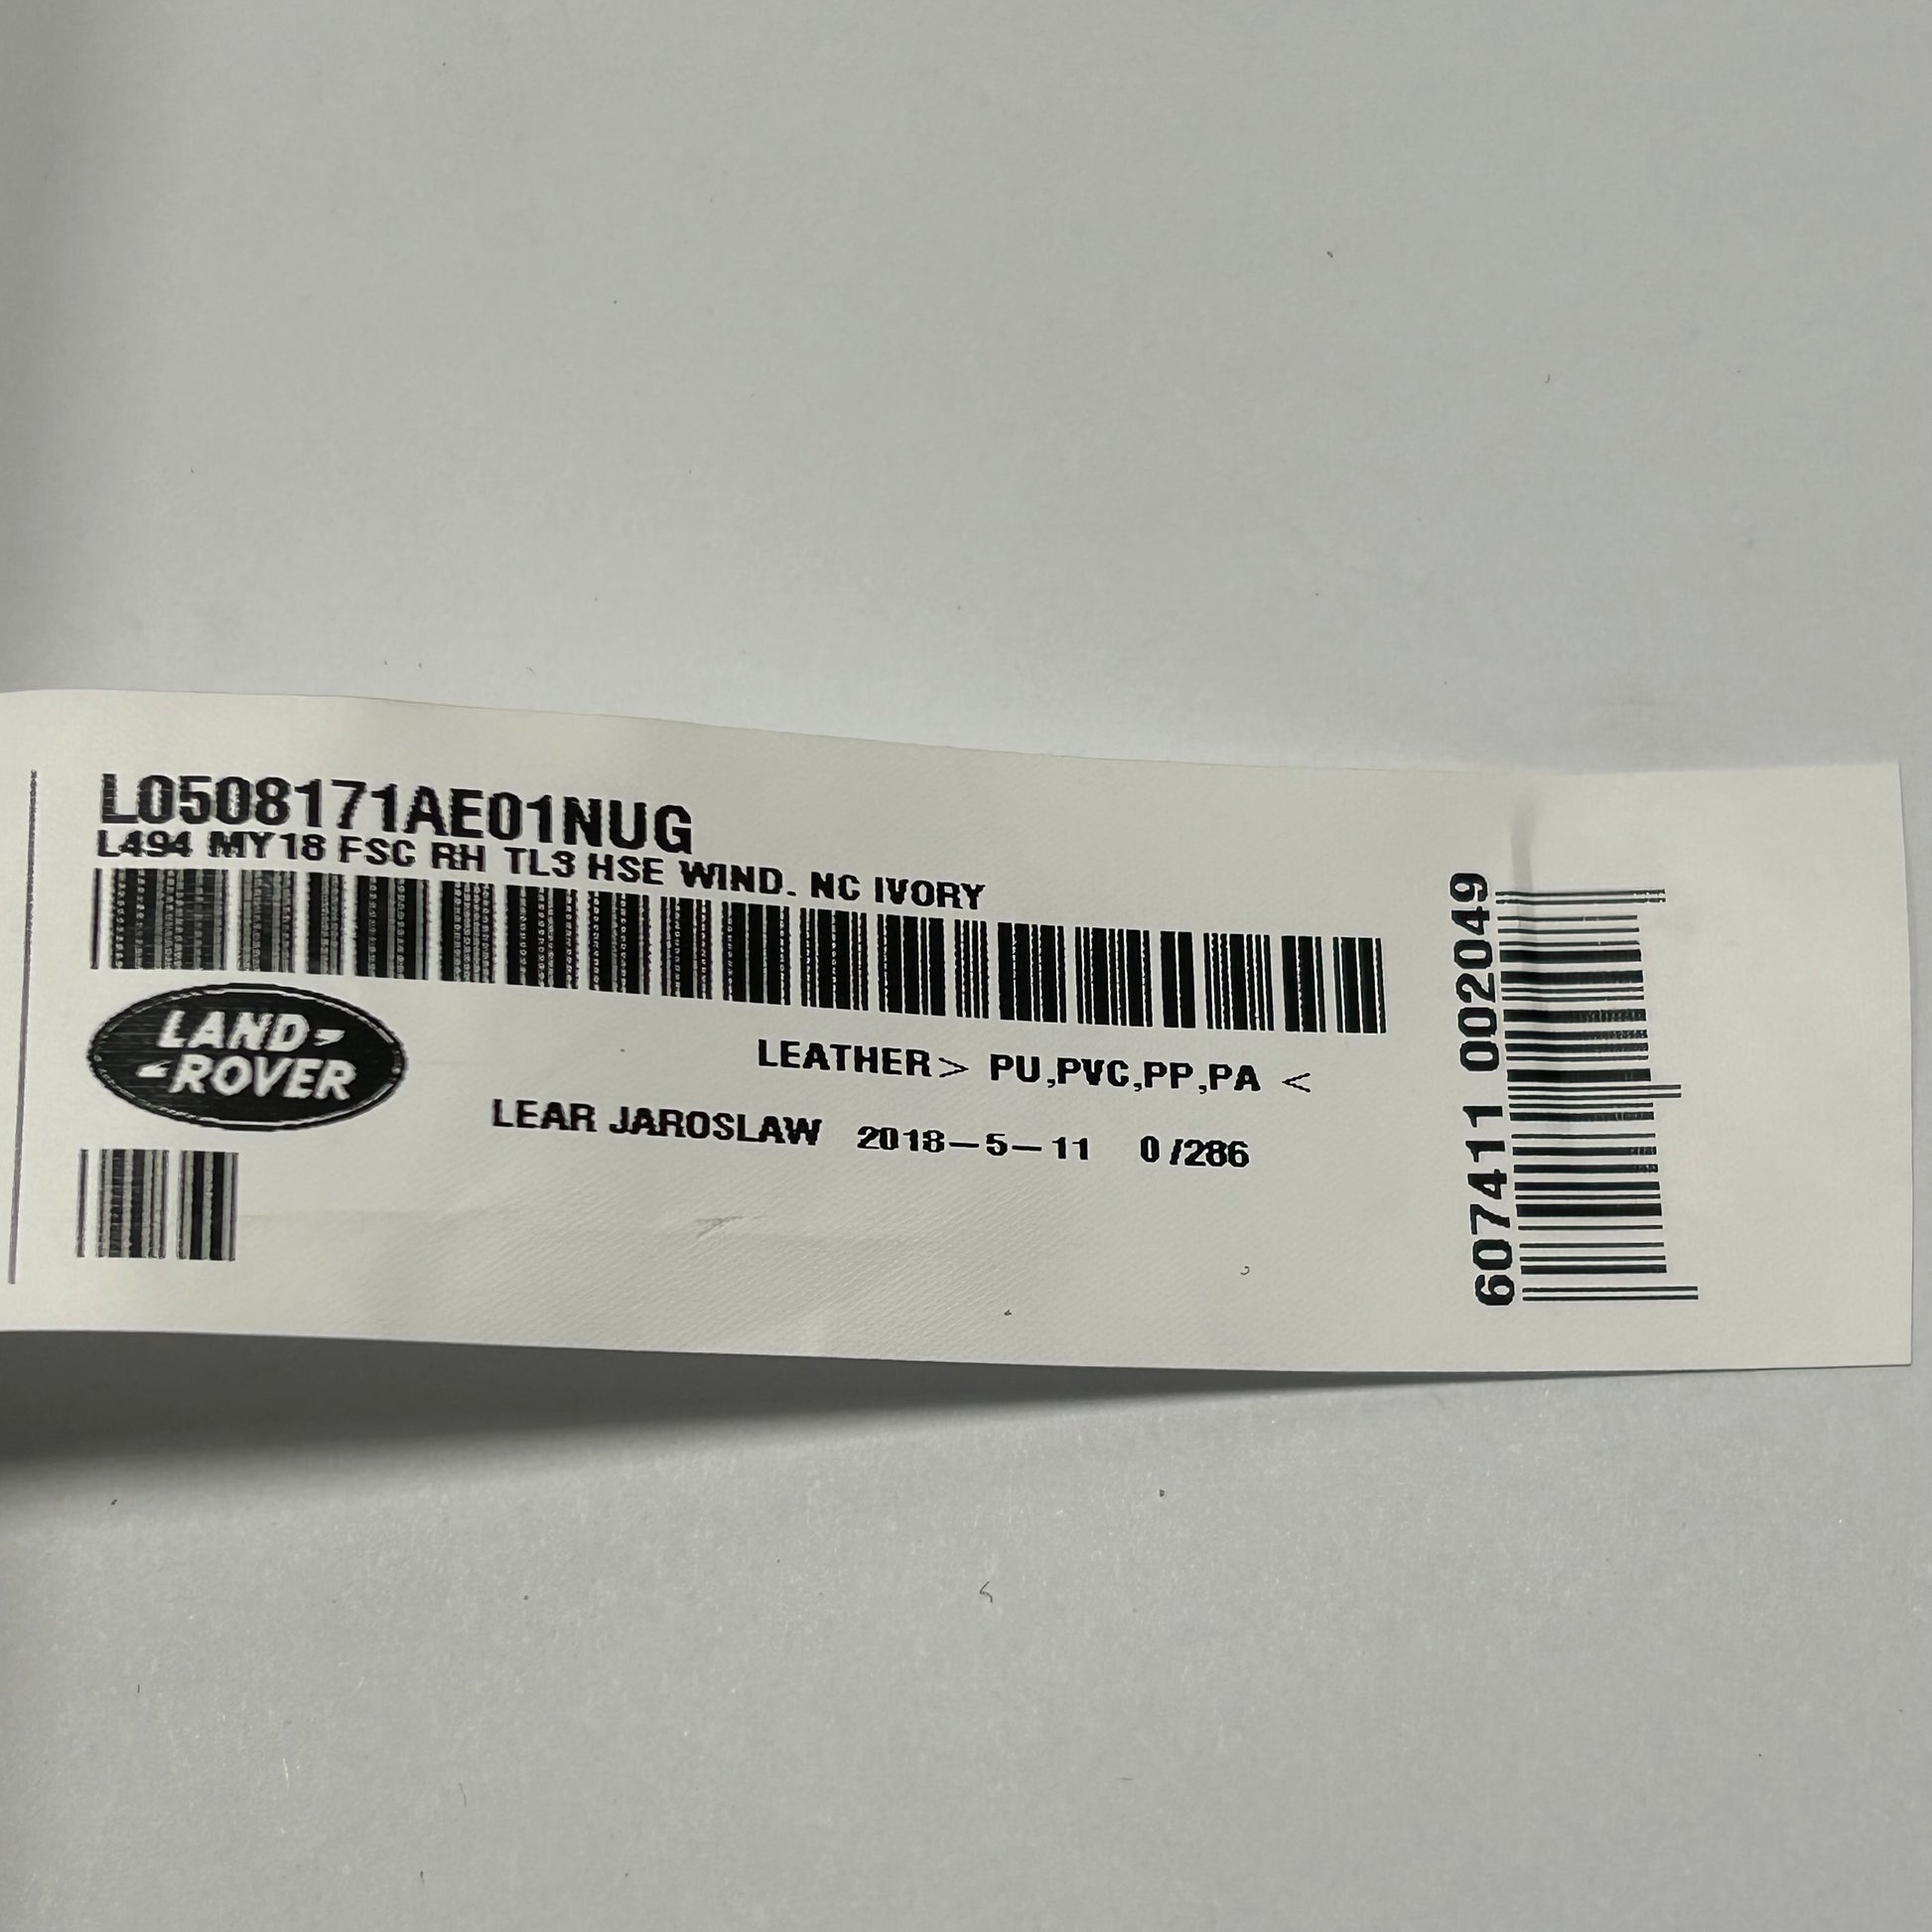 L0508171AE01NUG
L494 MY18 FSC RH TL3 HSE WIND. NC IVORY
LAND-
-ROVER
LEATHER> PU,PVC,PP,PA <
LEAR JAROSLAW 2018-5-11 0/286
607411 002049